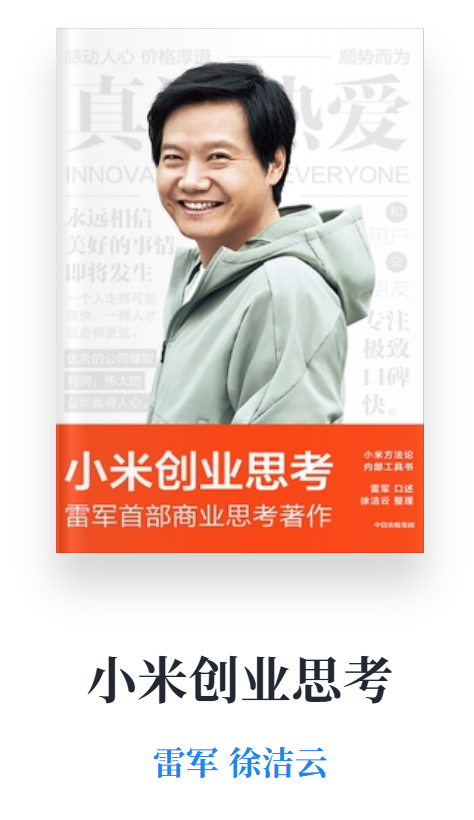 感动人心 价格厚道
顺势而为
真
热爱
INNOVA
EVERYONE
永远相信
美好的事情
即将发生
一个人走得可能
很快，一群人才
能走得更远。
优秀的公司赚取
利润，伟大的
公司赢得人心。
和
用户
交
朋友
专注
极致
口碑
快。
小米创业思考
雷军首部商业思考著作
小米方法论
内部工具书
雷军 口述
徐洁云 整理
中信出版集团
小米创业思考
雷军 徐洁云